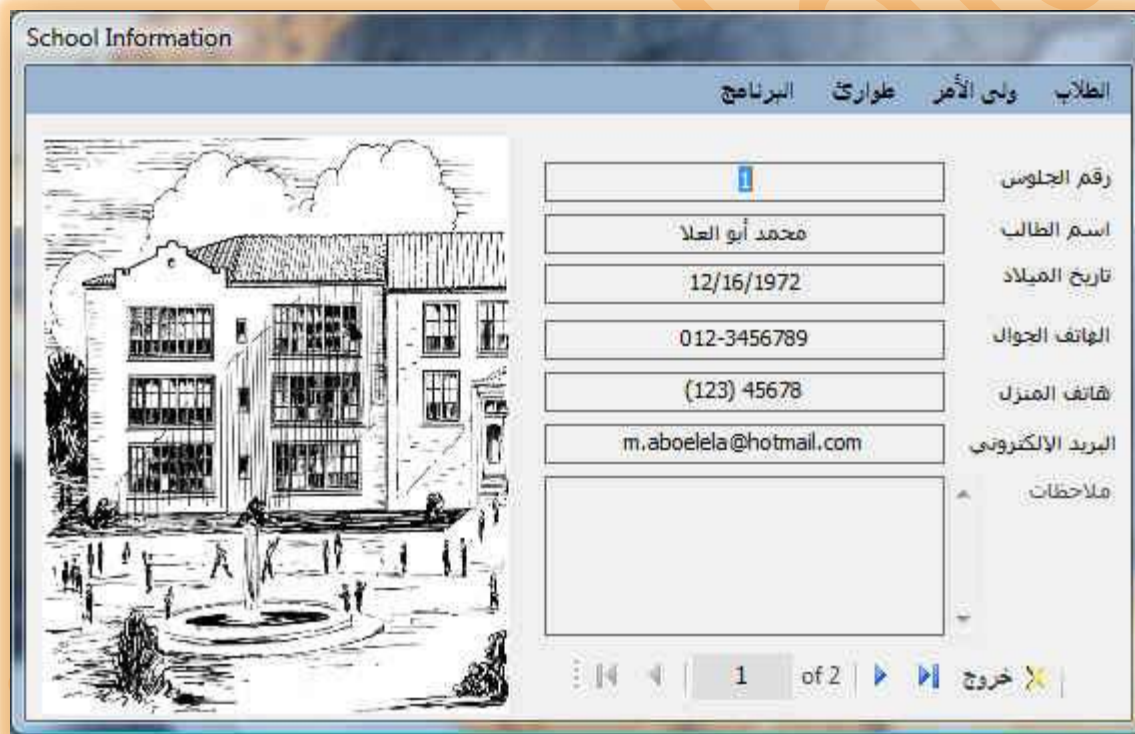 School Information
الطلاب ولى الأمر طوارئ البرنامج
رقم الجلوس 1
اسم الطالب محمد أبو العلا
تاريخ الميلاد 12/16/1972
الهاتف الجوال 012-3456789
هاتف المنزل (123) 45678
البريد الإلكترونى m.aboelela@hotmail.com
ملاحظات
1 of 2 خروج